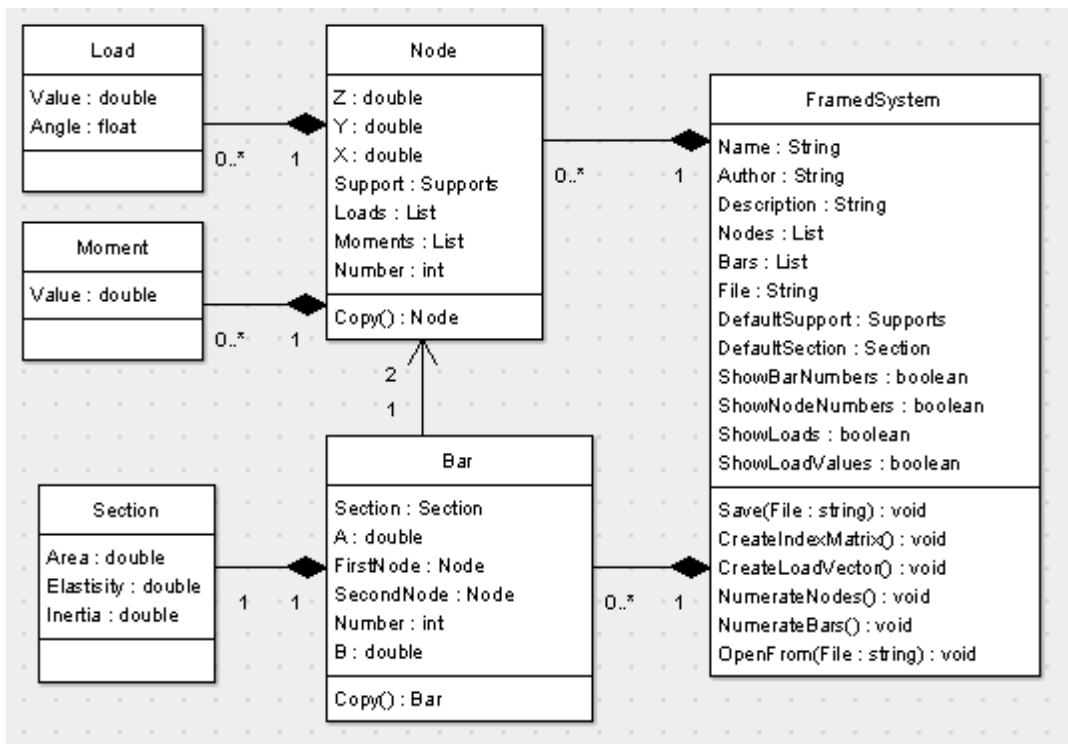 Load
Value : double
Angle : float
0..*
1
Node
Z : double
Y : double
X : double
Support : Supports
Loads : List
Moments : List
Number : int
Copy() : Node
0..*
1
FramedSystem
Name : String
Author : String
Description : String
Nodes : List
Bars : List
File : String
DefaultSupport : Supports
DefaultSection : Section
ShowBarNumbers : boolean
ShowNodeNumbers : boolean
ShowLoads : boolean
ShowLoadValues : boolean
Save(File : string) : void
CreateIndexMatrix() : void
CreateLoadVector() : void
NumerateNodes() : void
NumerateBars() : void
OpenFrom(File : string) : void
Moment
Value : double
0..*
1
2
1
Section
Area : double
Elastisity : double
Inertia : double
1
1
Bar
Section : Section
A : double
FirstNode : Node
SecondNode : Node
Number : int
B : double
Copy() : Bar
0..*
1